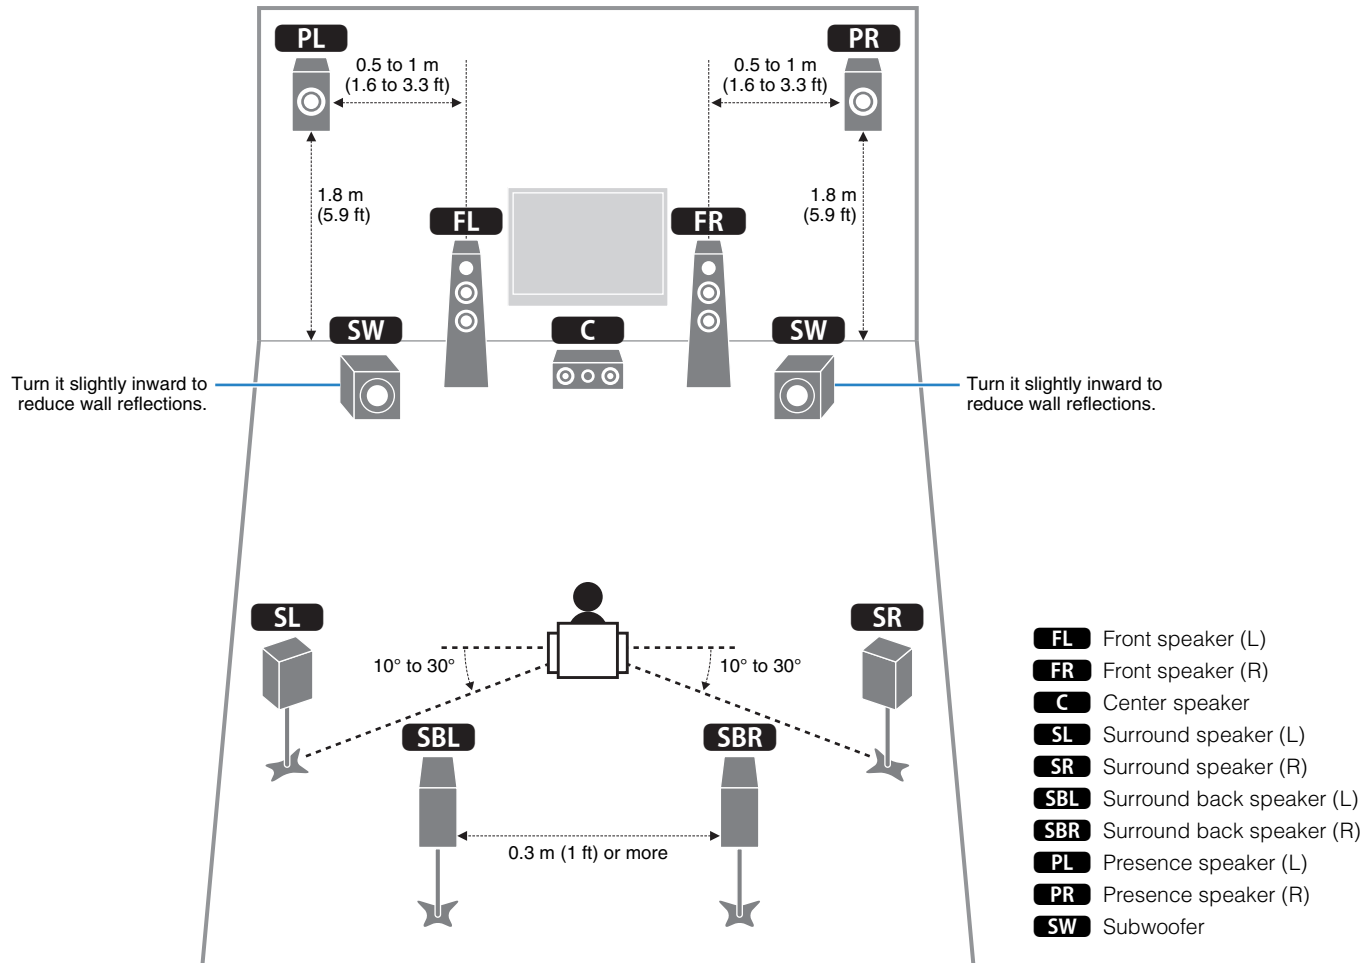 PL
PR
0.5 to 1 m
(1.6 to 3.3 ft)
0.5 to 1 m
(1.6 to 3.3 ft)
1.8 m
(5.9 ft)
1.8 m
(5.9 ft)
FL
FR
SW
C
SW
Turn it slightly inward to
reduce wall reflections.
Turn it slightly inward to
reduce wall reflections.
SL
SR
10° to 30°
10° to 30°
SBL
SBR
0.3 m (1 ft) or more
FL Front speaker (L)
FR Front speaker (R)
C Center speaker
SL Surround speaker (L)
SR Surround speaker (R)
SBL Surround back speaker (L)
SBR Surround back speaker (R)
PL Presence speaker (L)
PR Presence speaker (R)
SW Subwoofer